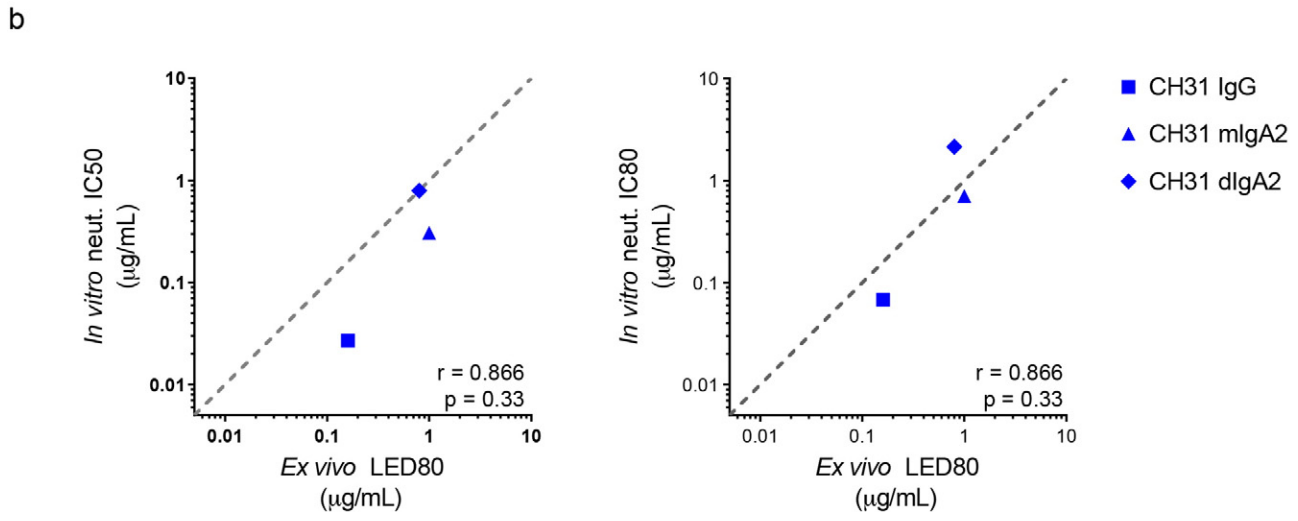 b
In vitro neut. IC50
(μg/mL)
10
1
0.1
0.01
r = 0.866
p = 0.33
0.01 0.1 1 10
Ex vivo LED80
(μg/mL)
In vitro neut. IC80
(μg/mL)
10
1
0.1
0.01
r = 0.866
p = 0.33
0.01 0.1 1 10
Ex vivo LED80
(μg/mL)
CH31 IgG
CH31 mIgA2
CH31 dIgA2